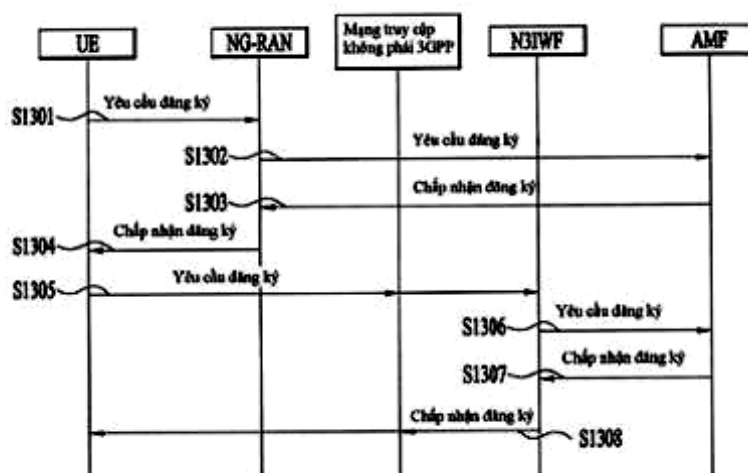 UE
NG-RAN
Mạng truy cập
không phải 3GPP
N3IWF
AMF
S1301
Yêu cầu đăng ký
S1302
Yêu cầu đăng ký
S1303
Chấp nhận đăng ký
S1304
Chấp nhận đăng ký
S1305
Yêu cầu đăng ký
S1306
Yêu cầu đăng ký
S1307
Chấp nhận đăng ký
Chấp nhận đăng ký
S1308